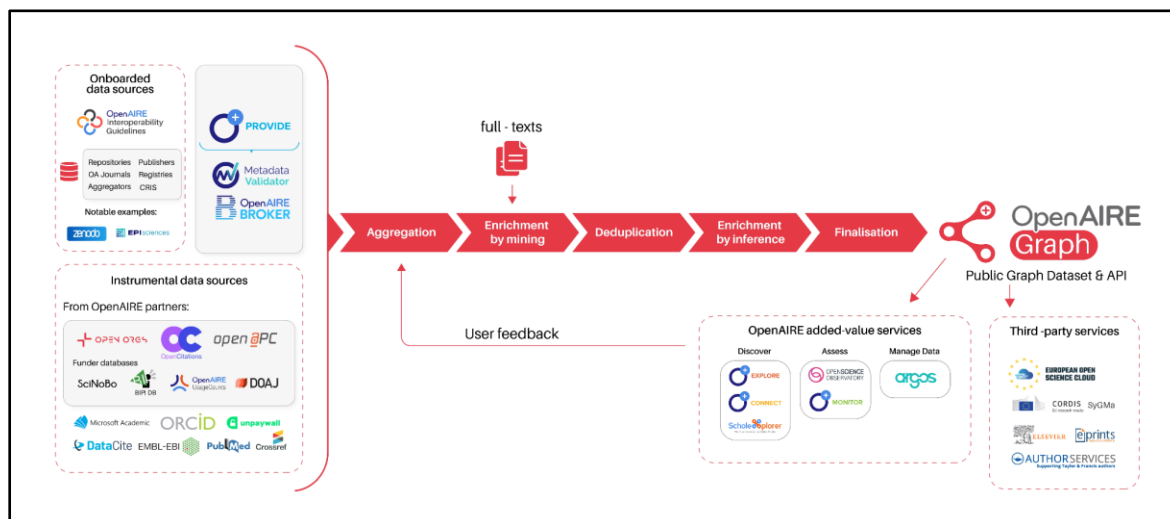 Onboarded
data sources
OpenAIRE
Interoperability
Guidelines
Repositories Publishers
OA Journals Registries
Aggregators CRIS
Notable examples:
zenodo
EPIsciences
PROVIDE
Metadata
Validator
OpenAIRE
BROKER
Instrumental data sources
From OpenAIRE partners:
OPEN ORGS
OC
OpenCitations
open@PC
Funder databases
SciNoBo
BIP! DB
OpenAIRE
UsageCounts
DOAJ
Microsoft Academic
ORCID
unpaywall
DataCite
EMBL-EBI
PubMed
Crossref
full - texts
Aggregation
Enrichment
by mining
Deduplication
Enrichment
by inference
Finalisation
OpenAIRE
Graph
Public Graph Dataset & API
User feedback
OpenAIRE added-value services
Discover
EXPLORE
CONNECT
Scholexplorer
Assess
OPENSCIENCE
OBSERVATORY
MONITOR
Manage Data
argos
Third -party services
EUROPEAN OPEN
SCIENCE CLOUD
CORDIS
SyGMa
ELSEVIER
eprints
AUTHORSERVICES
Supporting Taylor & Francis authors